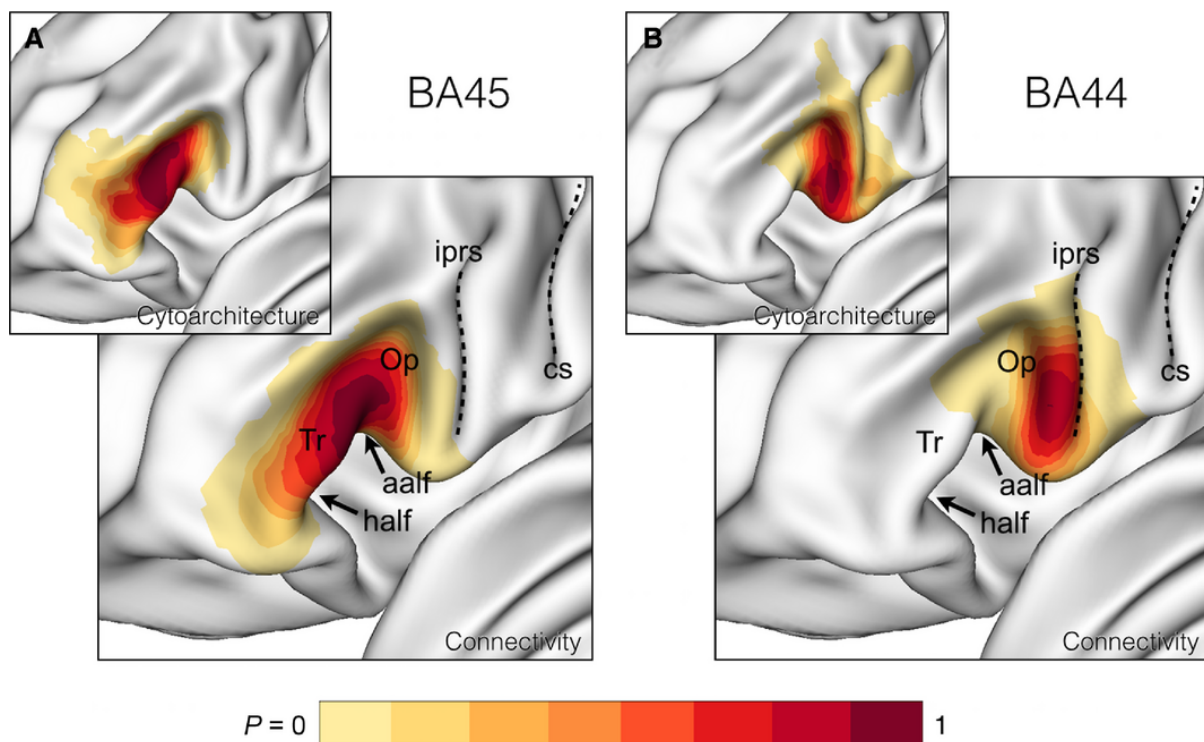 A
BA45
Cytoarchitecture
iprs
Op
cs
Tr
aalf
half
Connectivity
B
BA44
Cytoarchitecture
iprs
Op
cs
Tr
aalf
half
Connectivity
P = 0 1